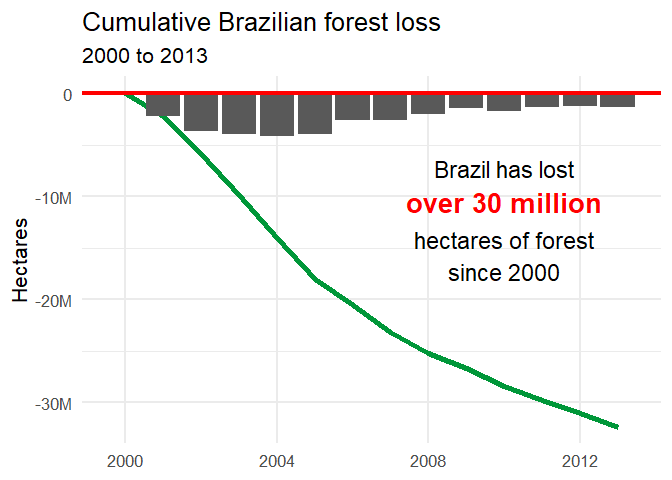 Cumulative Brazilian forest loss
2000 to 2013
0
-10M
-20M
-30M
Hectares
Brazil has lost
over 30 million
hectares of forest
since 2000
2000
2004
2008
2012